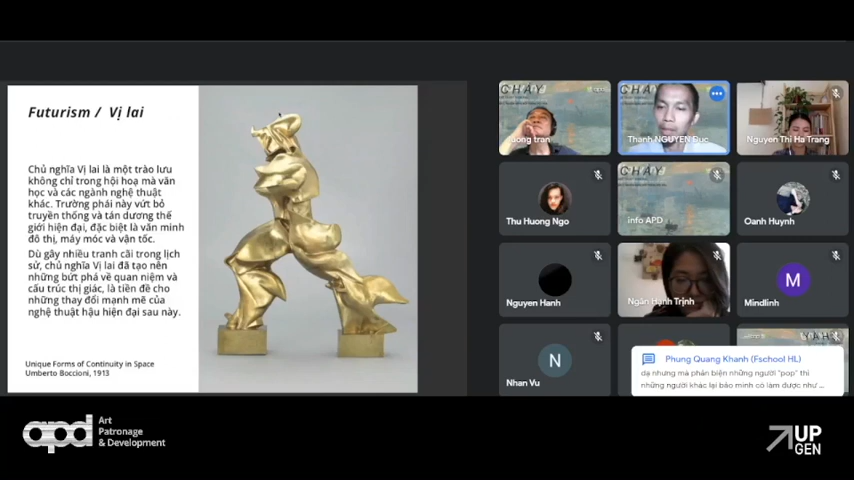 Futurism / Vị lai
Chủ nghĩa Vị lai là một trào lưu
không chỉ trong hội hoạ mà văn
học và các ngành nghệ thuật
khác. Trường phái này vứt bỏ
truyền thống và tán dương thế
giới hiện đại, đặc biệt là văn minh
đô thị, máy móc và vận tốc.
Dù gây nhiều tranh cãi trong lịch
sử, chủ nghĩa Vị lai đã tạo nên
những bứt phá về quan niệm và
cấu trúc thị giác, là tiền đề cho
những thay đổi mạnh mẽ của
nghệ thuật hậu hiện đại sau này.
Unique Forms of Continuity in Space
Umberto Boccioni, 1913
CHẠY
tran
CHẠY
Thanh NGUYEN Duc
Nguyen Thi Ha Trang
Thu Huong Ngo
CHẠY
info APD
Oanh Huynh
Nguyen Hanh
Ngân Hạnh Trịnh
M
Mindlinh
N
Nhan Vu
Phung Quang Khanh (Fschool HL)
dạ nhưng mà phản biện những người "pop" thì
những người khác lại bảo mình có làm được như ...
apd
Art
Patronage
& Development
UP
GEN